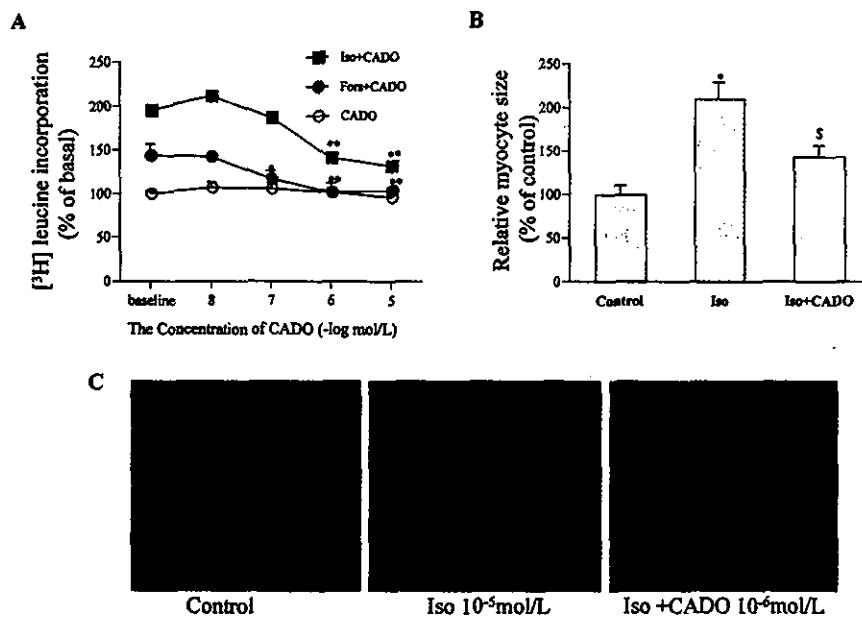 A
Iso+CADO
Fors+CADO
CADO
[³H] leucine incorporation
(% of basal)
250
200
150
100
50
0
**
**
**
baseline
8
7
6
5
The Concentration of CADO (-log mol/L)
B
Relative myocyte size
(% of control)
250
200
150
100
50
0
*
$
Control
Iso
Iso+CADO
C
Control
Iso 10⁻⁵mol/L
Iso +CADO 10⁻⁶mol/L